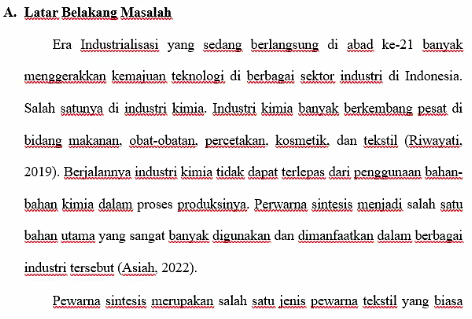 A. Latar Belakang Masalah
Era Industrialisasi yang sedang berlangsung di abad ke-21 banyak
menggerakkan kemajuan teknologi di berbagai sektor industri di Indonesia.
Salah satunya di industri kimia. Industri kimia banyak berkembang pesat di
bidang makanan, obat-obatan, percetakan, kosmetik, dan tekstil (Riwayati,
2019). Berjalannya industri kimia tidak dapat terlepas dari penggunaan bahan-
bahan kimia dalam proses produksinya. Perwarna sintesis menjadi salah satu
bahan utama yang sangat banyak digunakan dan dimanfaatkan dalam berbagai
industri tersebut (Asiah, 2022).
Pewarna sintesis merupakan salah satu jenis pewarna tekstil yang biasa